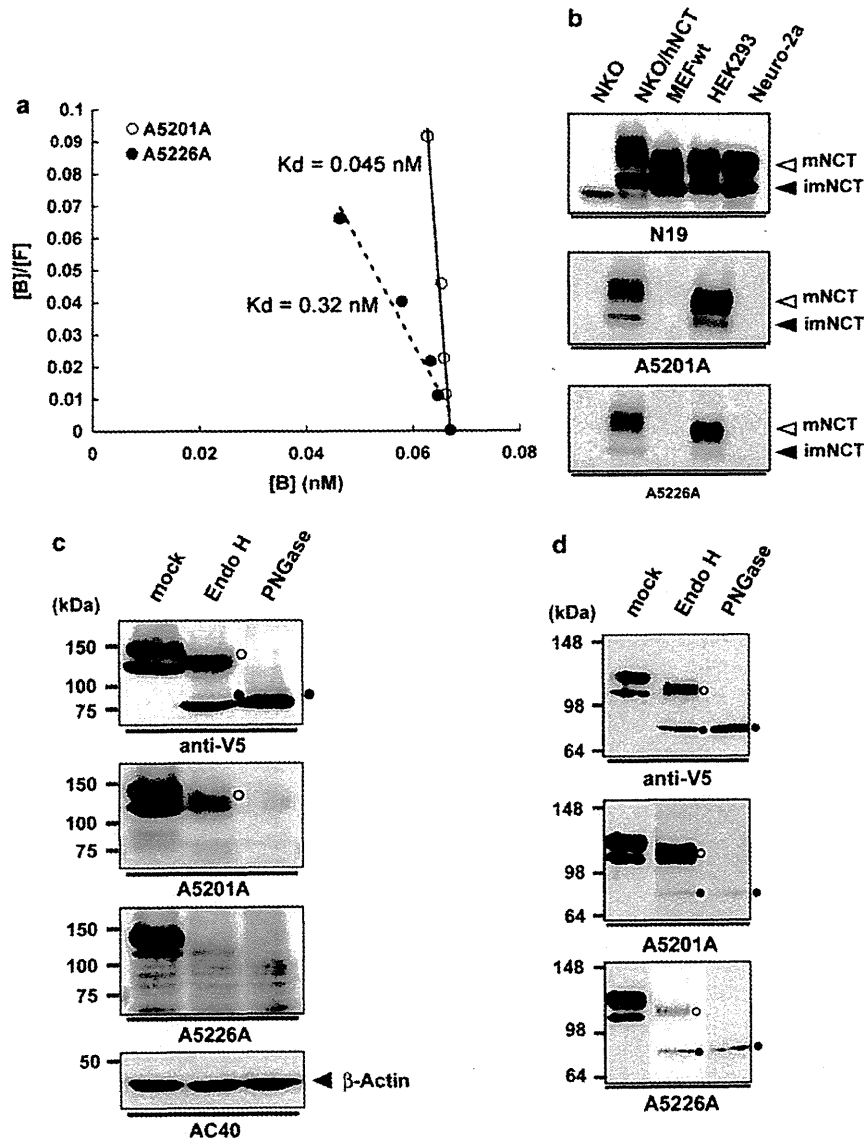 a
A5201A
A5226A
Kd = 0.045 nM
Kd = 0.32 nM
[B]/[F]
0.1
0.09
0.08
0.07
0.06
0.05
0.04
0.03
0.02
0.01
0
0 0.02 0.04 0.06 0.08
[B] (nM)
b
NKO NKO/hNCT MEFwt HEK293 Neuro-2a
mNCT
imNCT
N19
mNCT
imNCT
A5201A
mNCT
imNCT
A5226A
c
mock Endo H PNGase
(kDa)
150
100
75
anti-V5
150
100
75
A5201A
150
100
75
A5226A
50
β-Actin
AC40
d
mock Endo H PNGase
(kDa)
148
98
64
anti-V5
148
98
64
A5201A
148
98
64
A5226A